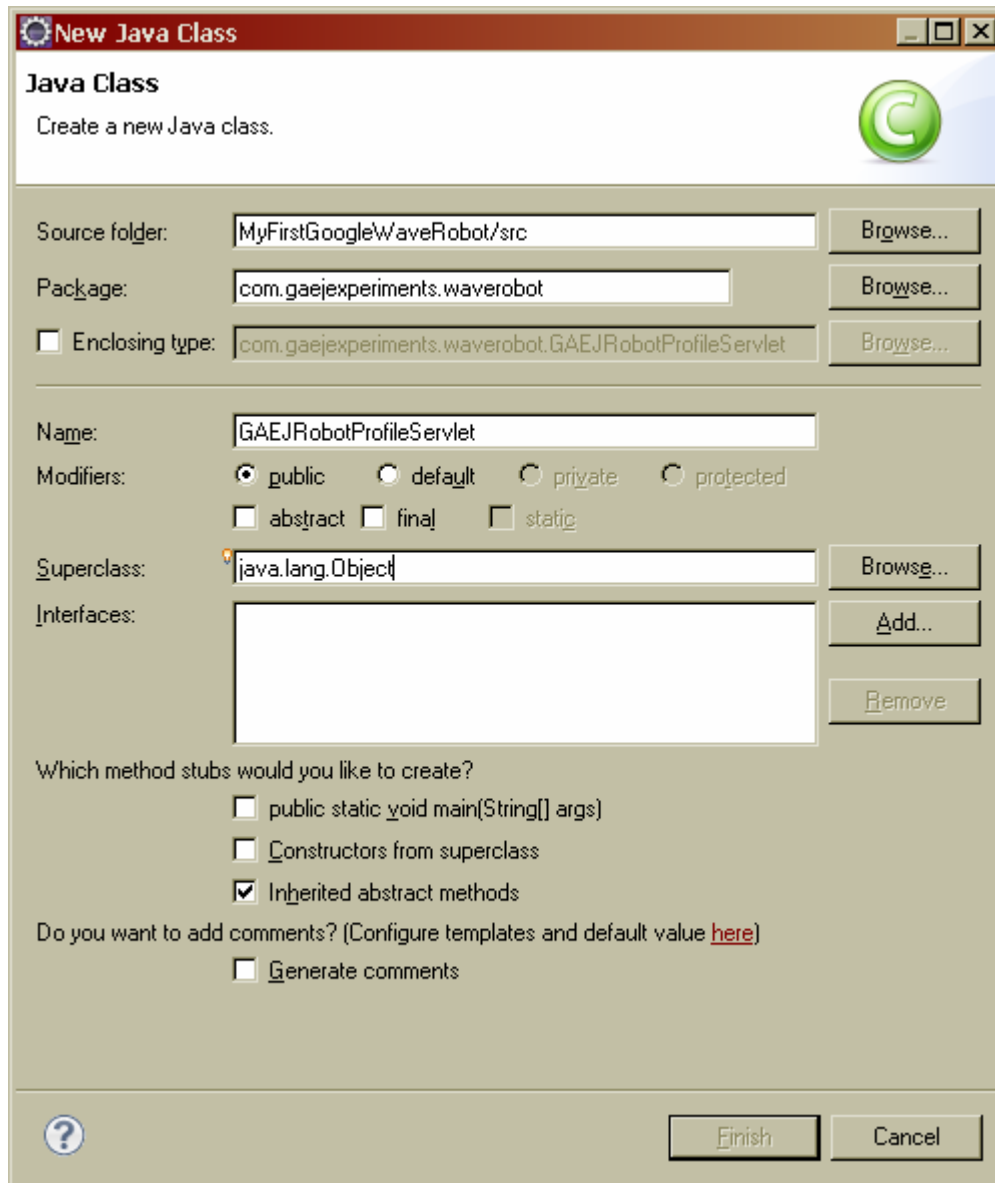 New Java Class
Java Class
Create a new Java class.
C
Source folder: MyFirstGoogleWaveRobot/src Browse...
Package: com.gaejexperiments.waverobot Browse...
Enclosing type: com.gaejexperiments.waverobot.GAEJRobotProfileServlet Browse...
Name: GAEJRobotProfileServlet
Modifiers: public default private protected
abstract final static
Superclass: java.lang.Object Browse...
Interfaces: Add...
Remove
Which method stubs would you like to create?
public static void main(String[] args)
Constructors from superclass
Inherited abstract methods
Do you want to add comments? (Configure templates and default value here)
Generate comments
? Finish Cancel